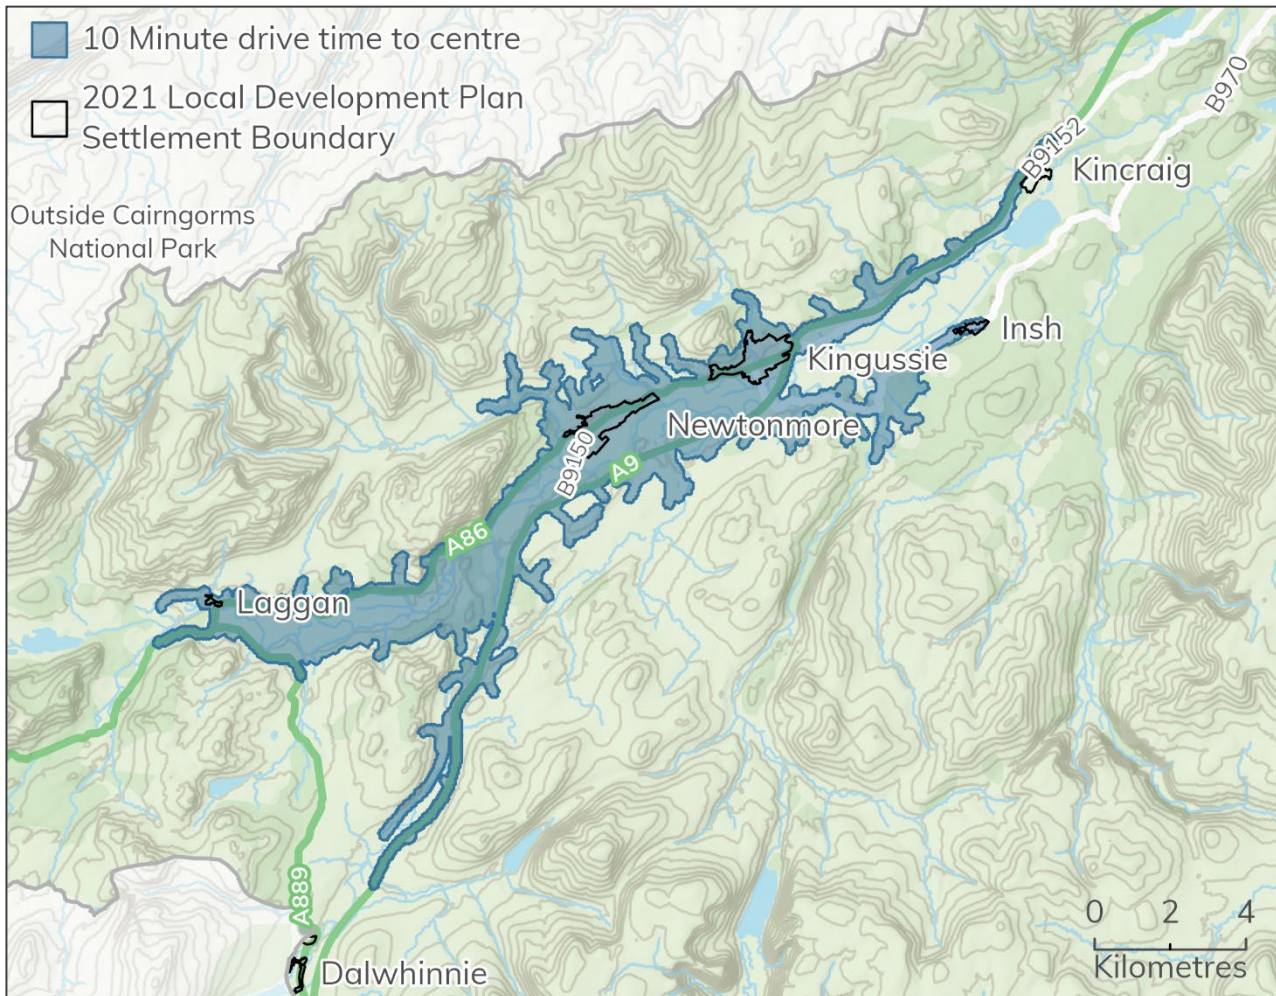 10 Minute drive time to centre
2021 Local Development Plan
Settlement Boundary
B970
B9152
Kincraig
Outside Cairngorms
National Park
Insh
Kingussie
Newtonmore
B9150
A9
A86
Laggan
A889
Dalwhinnie
0 2 4
Kilometres